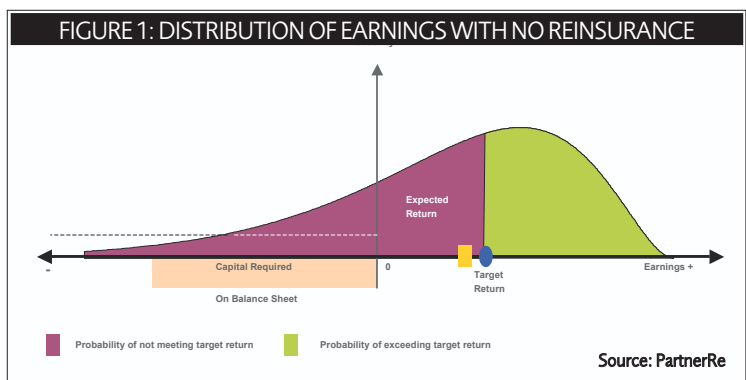 FIGURE 1: DISTRIBUTION OF EARNINGS WITH NO REINSURANCE
Expected
Return
-
Capital Required
0
Earnings +
Target
Return
On Balance Sheet
Probability of not meeting target return
Probability of exceeding target return
Source: PartnerRe